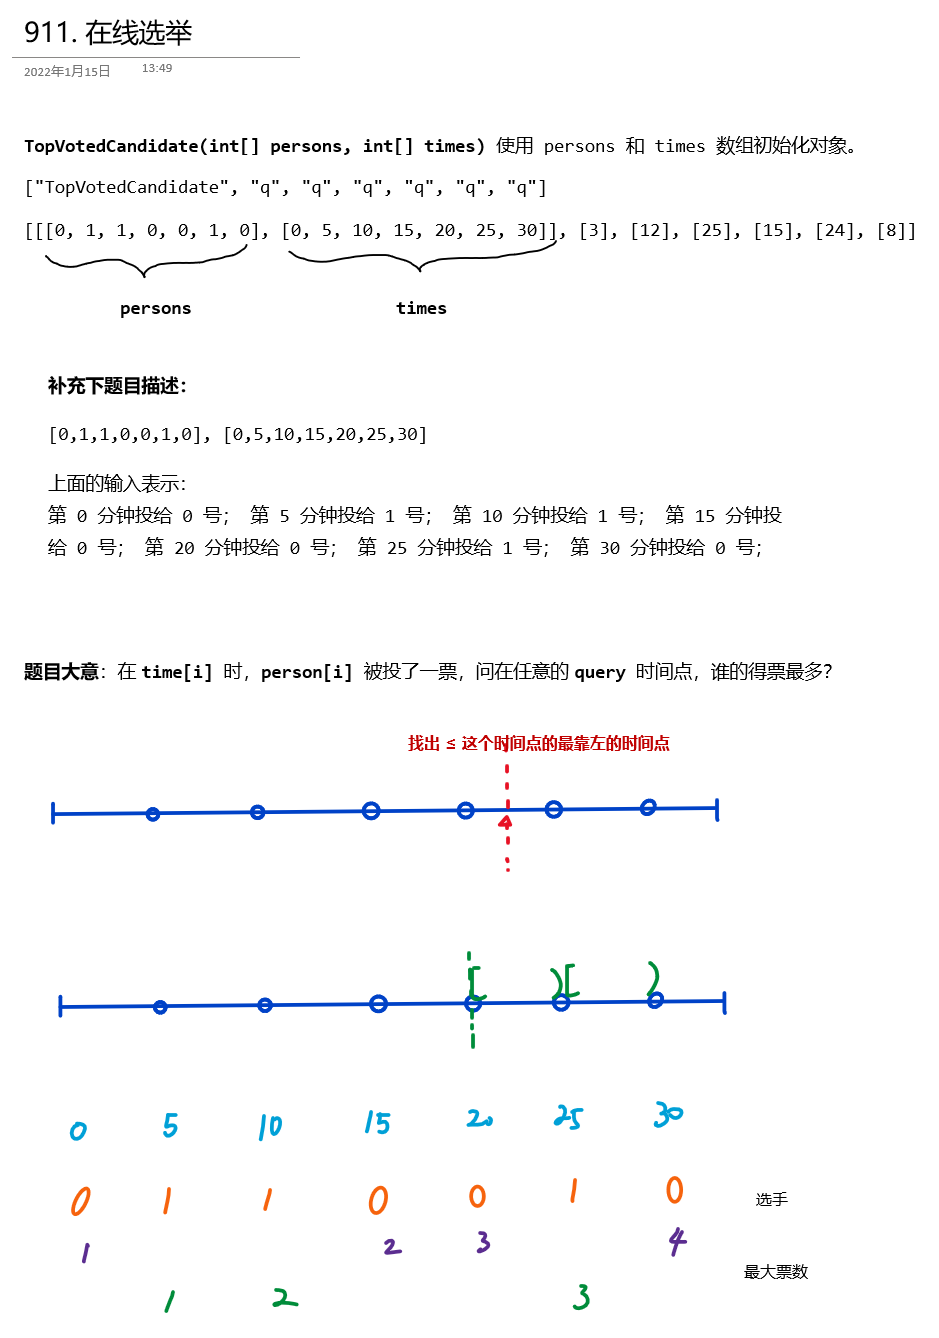 911. 在线选举
2022年1月15日 13:49
TopVotedCandidate(int[] persons, int[] times) 使用 persons 和 times 数组初始化对象。
["TopVotedCandidate", "q", "q", "q", "q", "q", "q"]
[[[0, 1, 1, 0, 0, 1, 0], [0, 5, 10, 15, 20, 25, 30]], [3], [12], [25], [15], [24], [8]]
persons times
补充下题目描述：
[0,1,1,0,0,1,0], [0,5,10,15,20,25,30]
上面的输入表示：
第 0 分钟投给 0 号； 第 5 分钟投给 1 号； 第 10 分钟投给 1 号； 第 15 分钟投
给 0 号； 第 20 分钟投给 0 号； 第 25 分钟投给 1 号； 第 30 分钟投给 0 号；
题目大意：在 time[i] 时，person[i] 被投了一票，问在任意的 query 时间点，谁的得票最多？
找出 ≤ 这个时间点的最靠左的时间点
[ )[ )
0 5 10 15 20 25 30
0 1 1 0 0 1 0 选手
1 2 3 4
最大票数
1 2 3